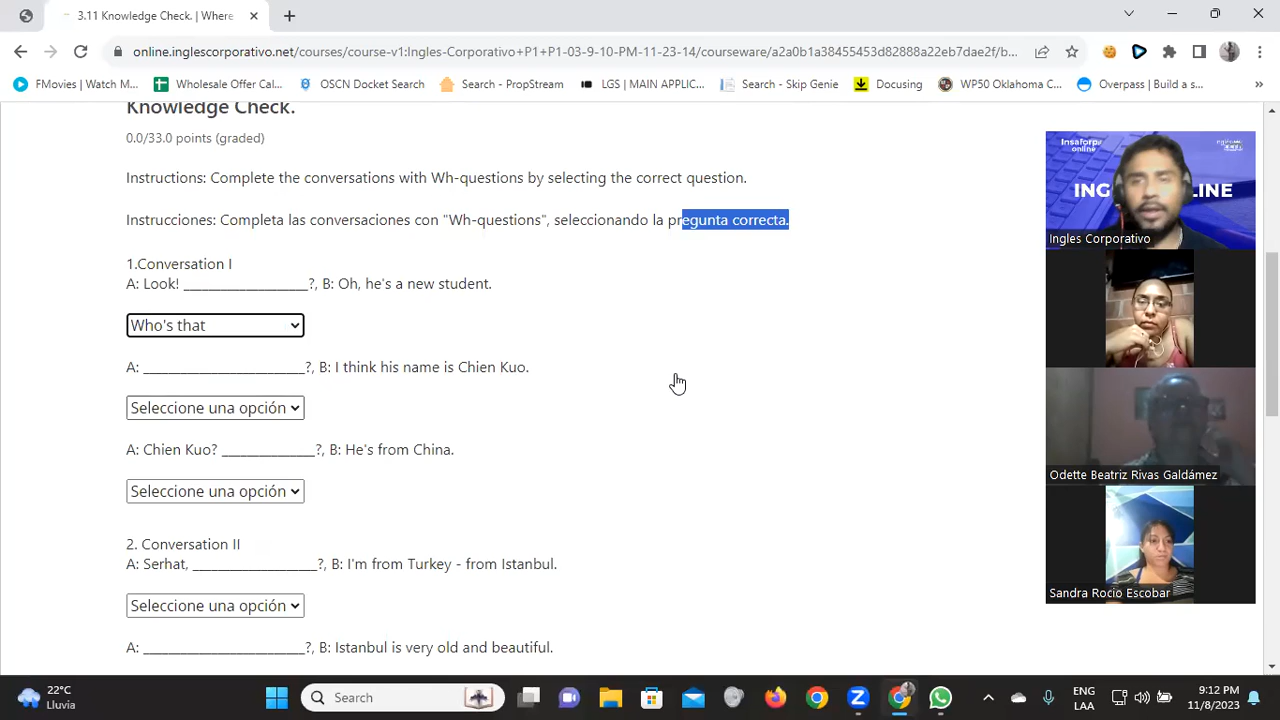 3.11 Knowledge Check. | Where
online.inglescorporativo.net/courses/course-v1:Ingles-Corporativo+P1+P1-03-9-10-PM-11-23-14/courseware/a2a0b1a38455453d82888a22eb7dae2f/b...
FMovies | Watch M... Wholesale Offer Cal... OSCN Docket Search Search - PropStream LGS | MAIN APPLIC... Search - Skip Genie Docusing WP50 Oklahoma C... Overpass | Build a s... »
Knowledge Check.
0.0/33.0 points (graded)
Instructions: Complete the conversations with Wh-questions by selecting the correct question.
Instrucciones: Completa las conversaciones con "Wh-questions", seleccionando la pregunta correcta.
1.Conversation I
A: Look! ___________________?, B: Oh, he's a new student.
Who's that
A: _________________________?, B: I think his name is Chien Kuo.
Seleccione una opción
A: Chien Kuo? ______________?, B: He's from China.
Seleccione una opción
2. Conversation II
A: Serhat, ___________________?, B: I'm from Turkey - from Istanbul.
Seleccione una opción
A: _________________________?, B: Istanbul is very old and beautiful.
Ingles Corporativo
Odette Beatriz Rivas Galdámez
Sandra Rocío Escobar
22°C
Lluvia
Search
ENG
LAA
9:12 PM
11/8/2023